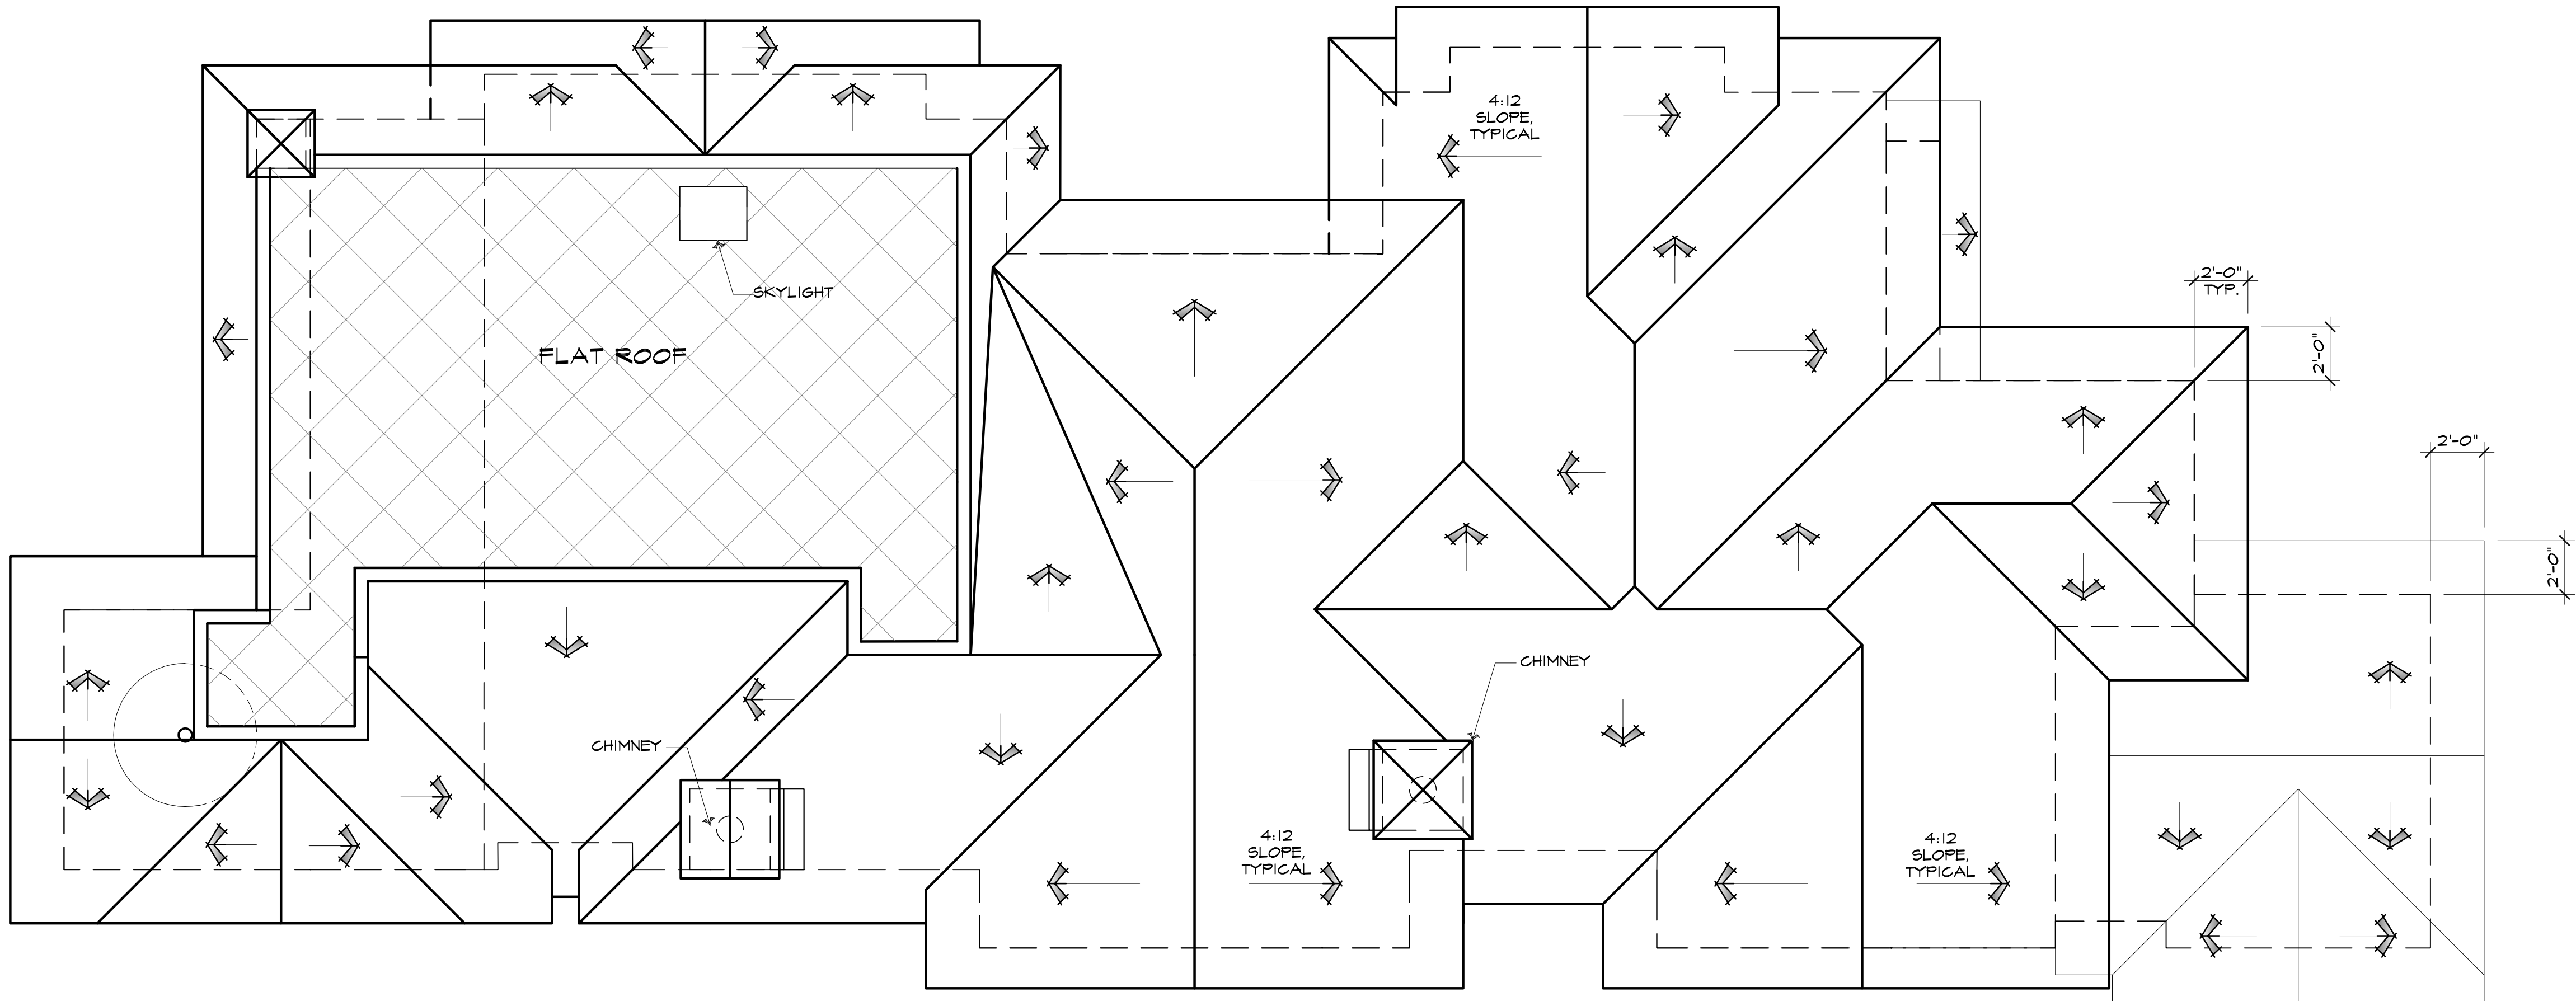 4:12
SLOPE,
TYPICAL
SKYLIGHT
2'-0"
TYP.
2'-0"
FLAT ROOF
2'-0"
2'-0"
CHIMNEY
CHIMNEY
4:12
SLOPE,
TYPICAL
4:12
SLOPE,
TYPICAL